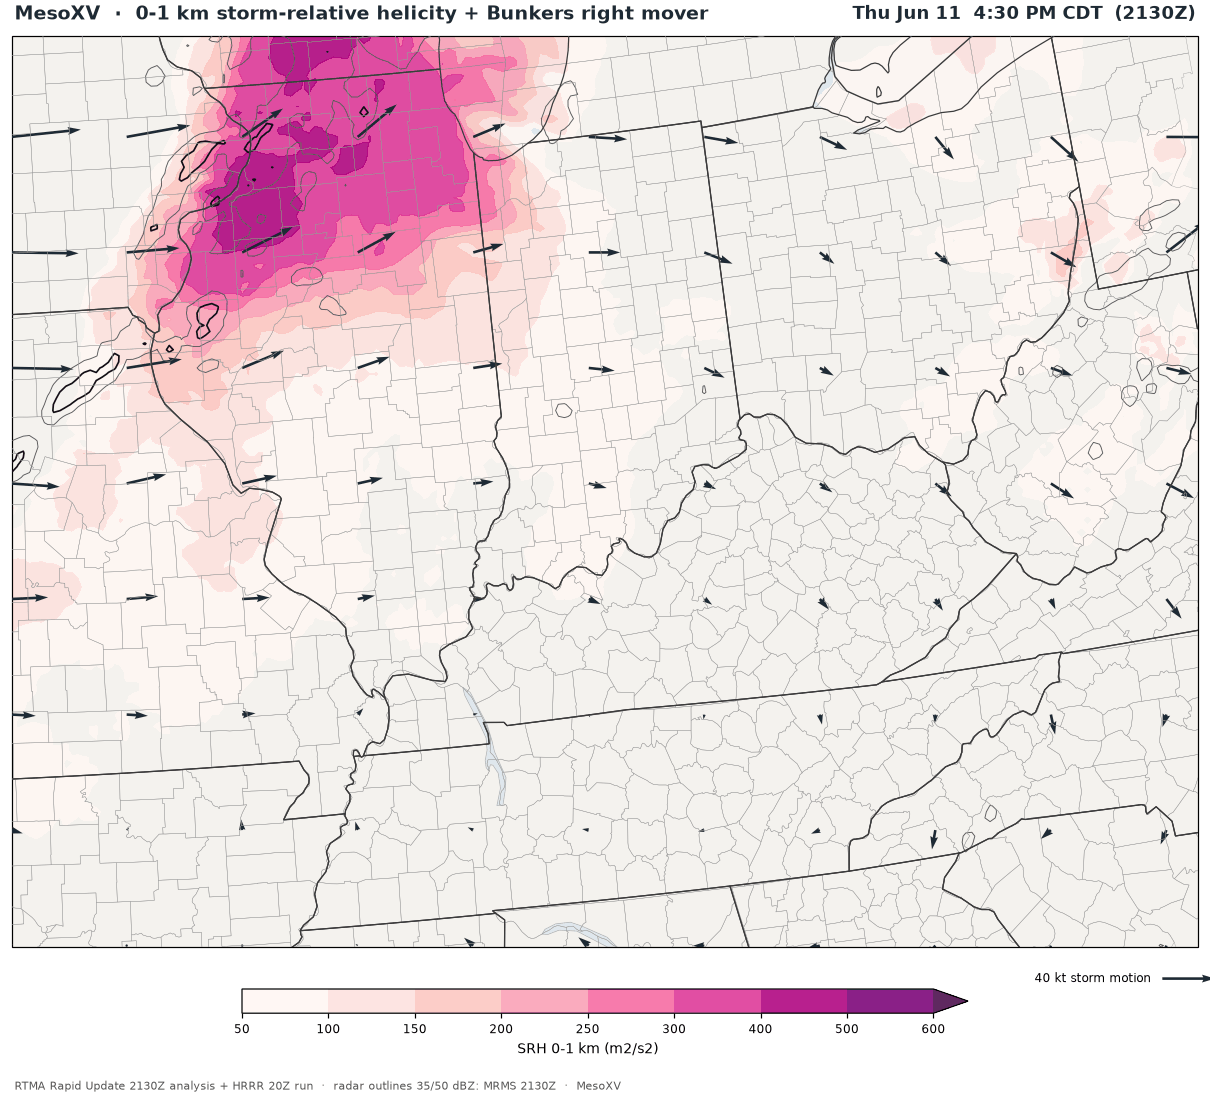 MesoXV · 0-1 km storm-relative helicity + Bunkers right mover
Thu Jun 11 4:30 PM CDT (2130Z)
40 kt storm motion
50 100 150 200 250 300 400 500 600
SRH 0-1 km (m2/s2)
RTMA Rapid Update 2130Z analysis + HRRR 20Z run · radar outlines 35/50 dBZ: MRMS 2130Z · MesoXV